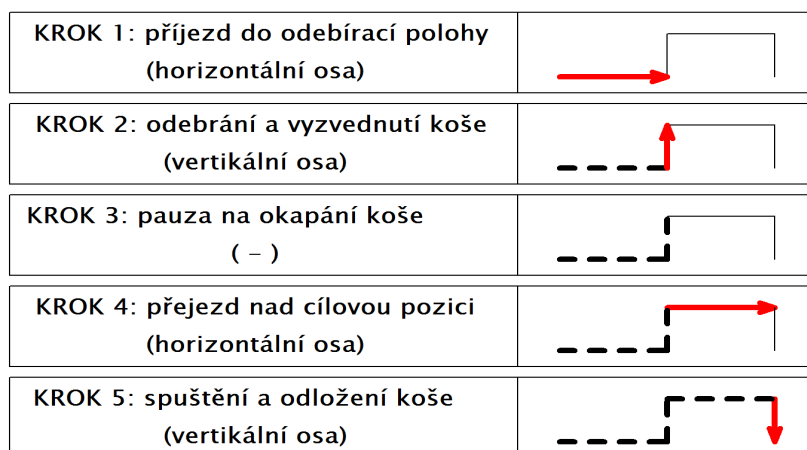 KROK 1: příjezd do odebírací polohy
(horizontální osa)
KROK 2: odebrání a vyzvednutí koše
(vertikální osa)
KROK 3: pauza na okapání koše
( – )
KROK 4: přejezd nad cílovou pozici
(horizontální osa)
KROK 5: spuštění a odložení koše
(vertikální osa)